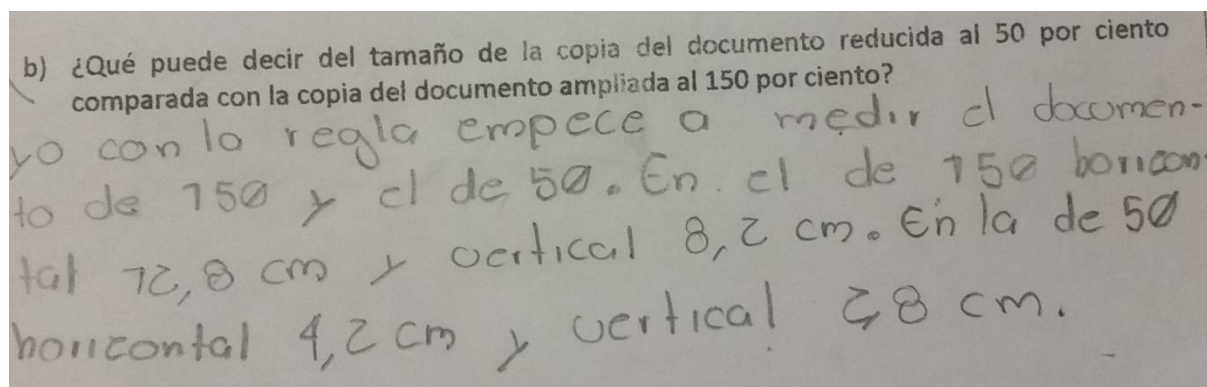 b) ¿Qué puede decir del tamaño de la copia del documento reducida al 50 por ciento
comparada con la copia del documento ampliada al 150 por ciento?
yo con la regla empece a medir el documen-
to de 150 y el de 50. En el de 150 horizon
tal 12,8 cm y vertical 8,2 cm. En la de 50
horizontal 4,2 cm y vertical 2,8 cm.